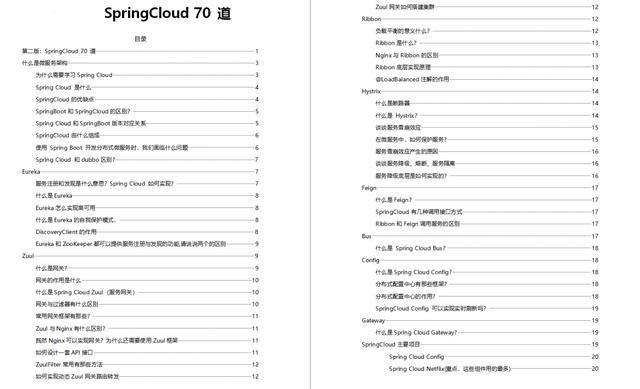 SpringCloud 70 道
目录
第二版：SpringCloud 70 道 1
什么是微服务架构 3
为什么需要学习 Spring Cloud 3
Spring Cloud 是什么 4
SpringCloud 的优缺点 4
SpringBoot 和 SpringCloud 的区别？ 5
Spring Cloud 和 SpringBoot 版本对应关系 5
SpringCloud 由什么组成 6
使用 Spring Boot 开发分布式微服务时，我们面临什么问题 6
Spring Cloud 和 dubbo 区别？ 7
Eureka 7
服务注册和发现是什么意思？Spring Cloud 如何实现？ 7
什么是 Eureka 8
Eureka 怎么实现高可用 8
什么是 Eureka 的自我保护模式， 8
DiscoveryClient 的作用 8
Eureka 和 ZooKeeper 都可以提供服务注册与发现的功能,请说说两个的区别 9
Zuul 9
什么是网关？ 9
网关的作用是什么 10
什么是 Spring Cloud Zuul（服务网关） 10
网关与过滤器有什么区别 10
常用网关框架有那些？ 11
Zuul 与 Nginx 有什么区别？ 11
既然 Nginx 可以实现网关？为什么还需要使用 Zuul 框架 11
如何设计一套 API 接口 11
ZuulFilter 常用有那些方法 12
如何实现动态 Zuul 网关路由转发 12
Zuul 网关如何搭建集群 12
Ribbon 12
负载平衡的意义什么？ 12
Ribbon 是什么？ 13
Nginx 与 Ribbon 的区别 13
Ribbon 底层实现原理 13
@LoadBalanced 注解的作用 14
Hystrix 14
什么是断路器 14
什么是 Hystrix？ 14
谈谈服务雪崩效应 15
在微服务中，如何保护服务? 15
服务雪崩效应产生的原因 16
谈谈服务降级、熔断、服务隔离 16
服务降级底层是如何实现的？ 16
Feign 17
什么是 Feign？ 17
SpringCloud 有几种调用接口方式 17
Ribbon 和 Feign 调用服务的区别 17
Bus 17
什么是 Spring Cloud Bus？ 18
Config 18
什么是 Spring Cloud Config? 18
分布式配置中心有那些框架？ 18
分布式配置中心的作用？ 18
SpringCloud Config 可以实现实时刷新吗？ 19
Gateway 19
什么是 Spring Cloud Gateway? 19
SpringCloud 主要项目 19
Spring Cloud Config 20
Spring Cloud Netflix(重点，这些组件用的最多) 20